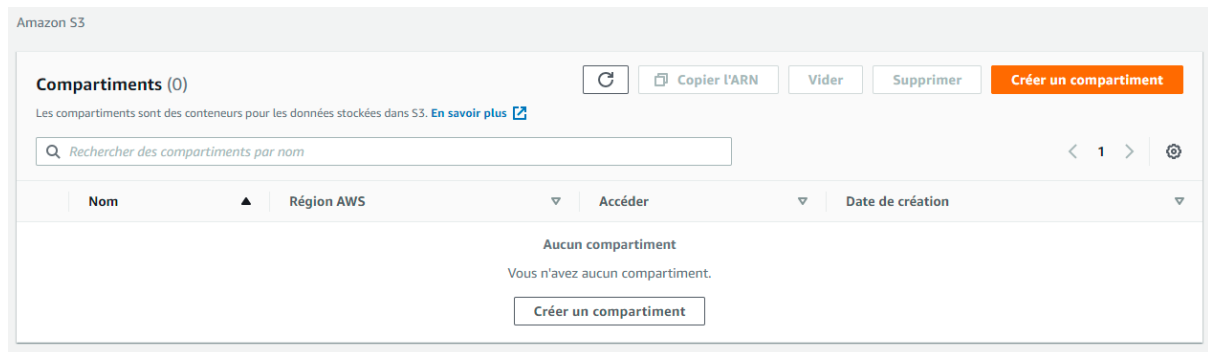 Amazon S3
Compartiments (0)
Copier l'ARN
Vider
Supprimer
Créer un compartiment
Les compartiments sont des conteneurs pour les données stockées dans S3. En savoir plus
Rechercher des compartiments par nom
1
Nom
Région AWS
Accéder
Date de création
Aucun compartiment
Vous n'avez aucun compartiment.
Créer un compartiment